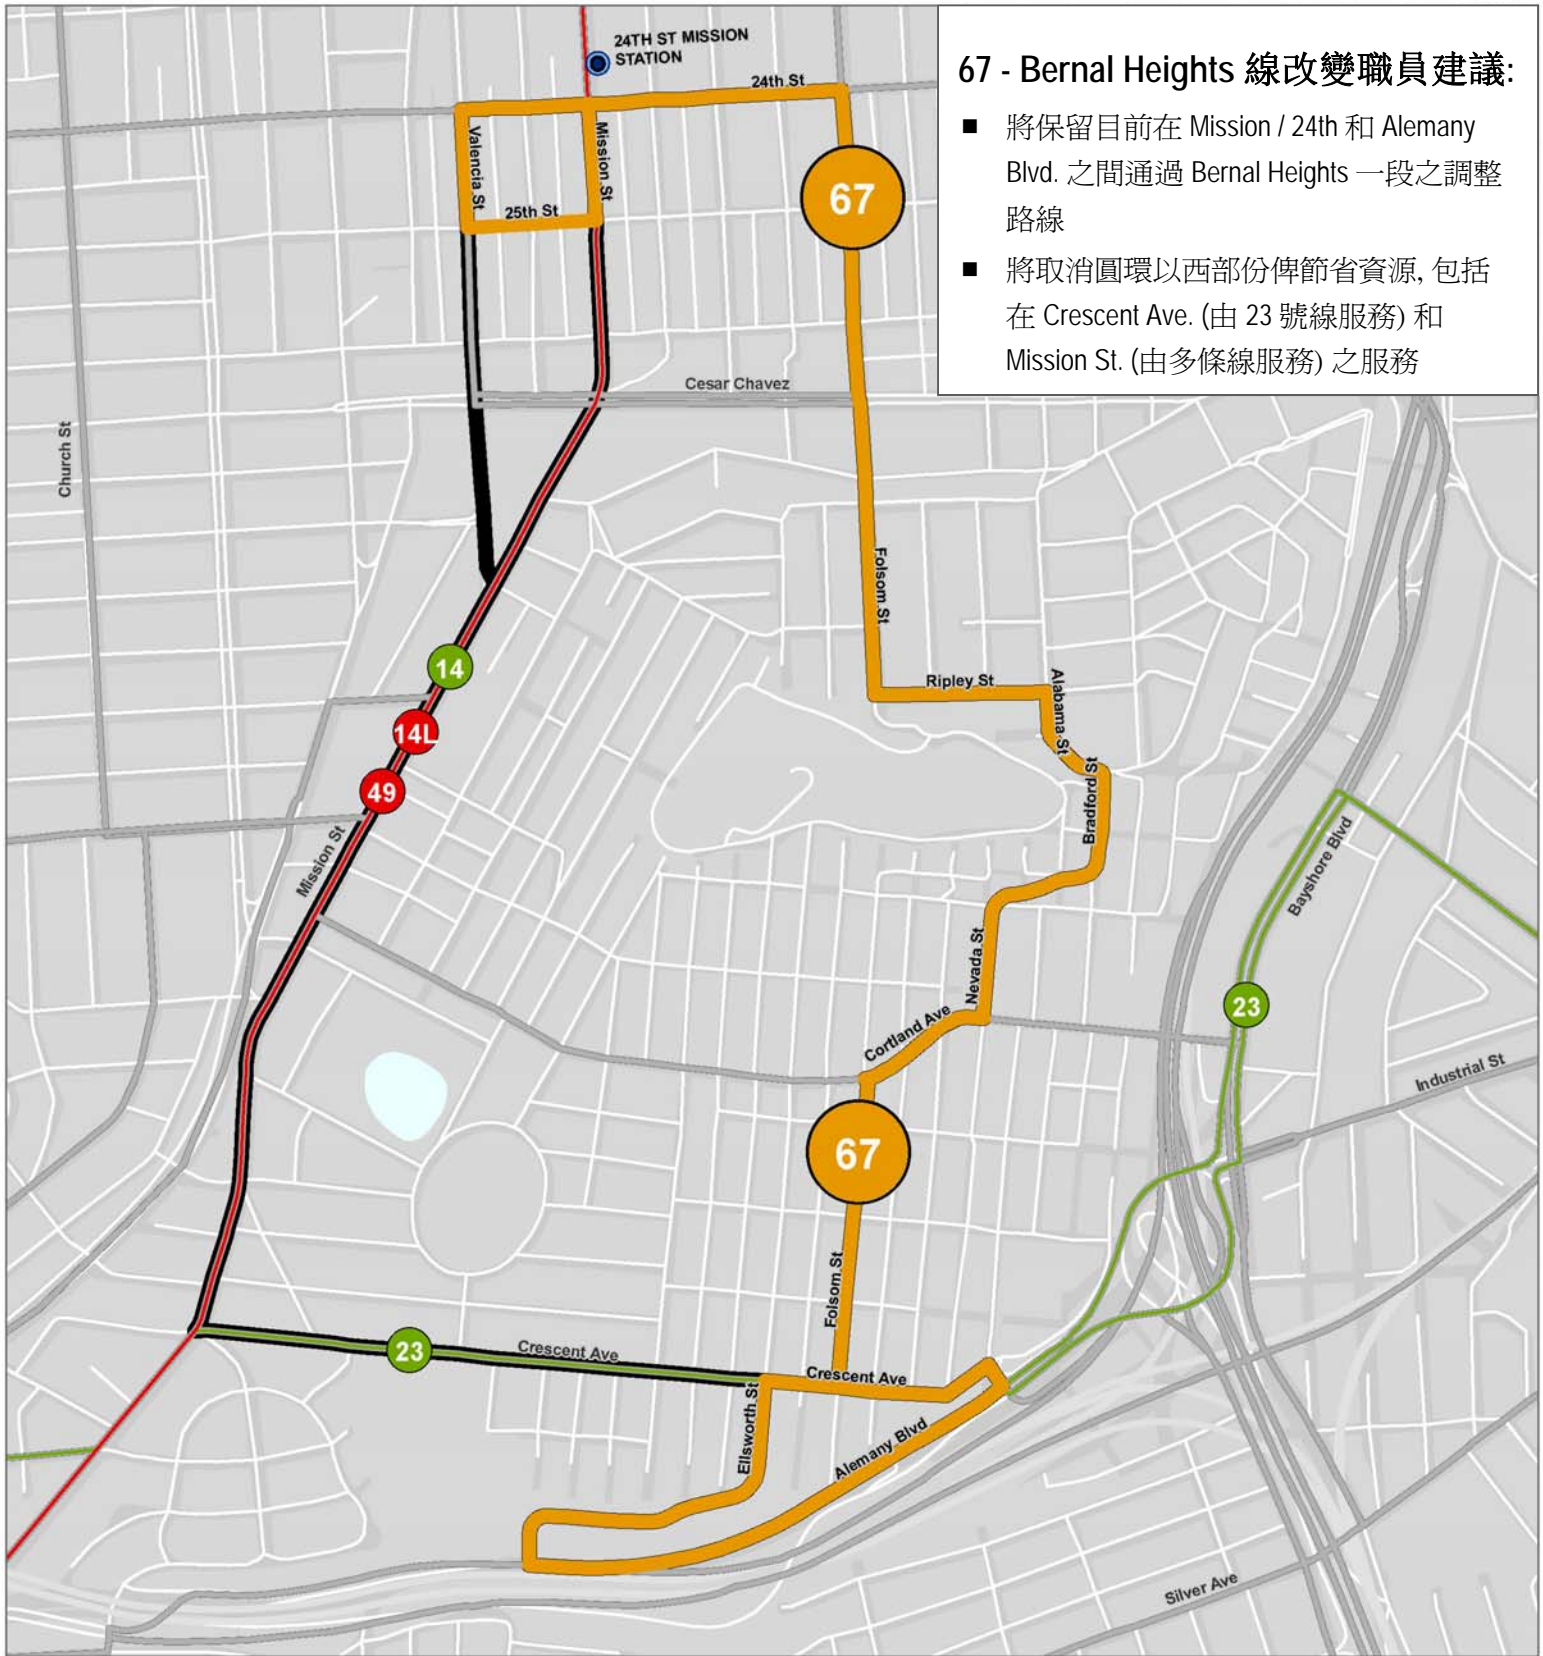 24TH ST MISSION
STATION
67 - Bernal Heights 線改變職員建議:
■ 將保留目前在 Mission / 24th 和 Alemany
Blvd. 之間通過 Bernal Heights 一段之調整
路線
■ 將取消圓環以西部份俾節省資源, 包括
在 Crescent Ave. (由 23 號線服務) 和
Mission St. (由多條線服務) 之服務
24th St
Valencia St
Mission St
25th St
67
Cesar Chavez
Church St
Folsom St
14
Ripley St
Alabama St
14L
49
Bradford St
Mission St
Bayshore Blvd
Nevada St
23
Cortland Ave
Industrial St
67
Folsom St
23
Crescent Ave
Crescent Ave
Ellsworth St
Alemany Blvd
Silver Ave